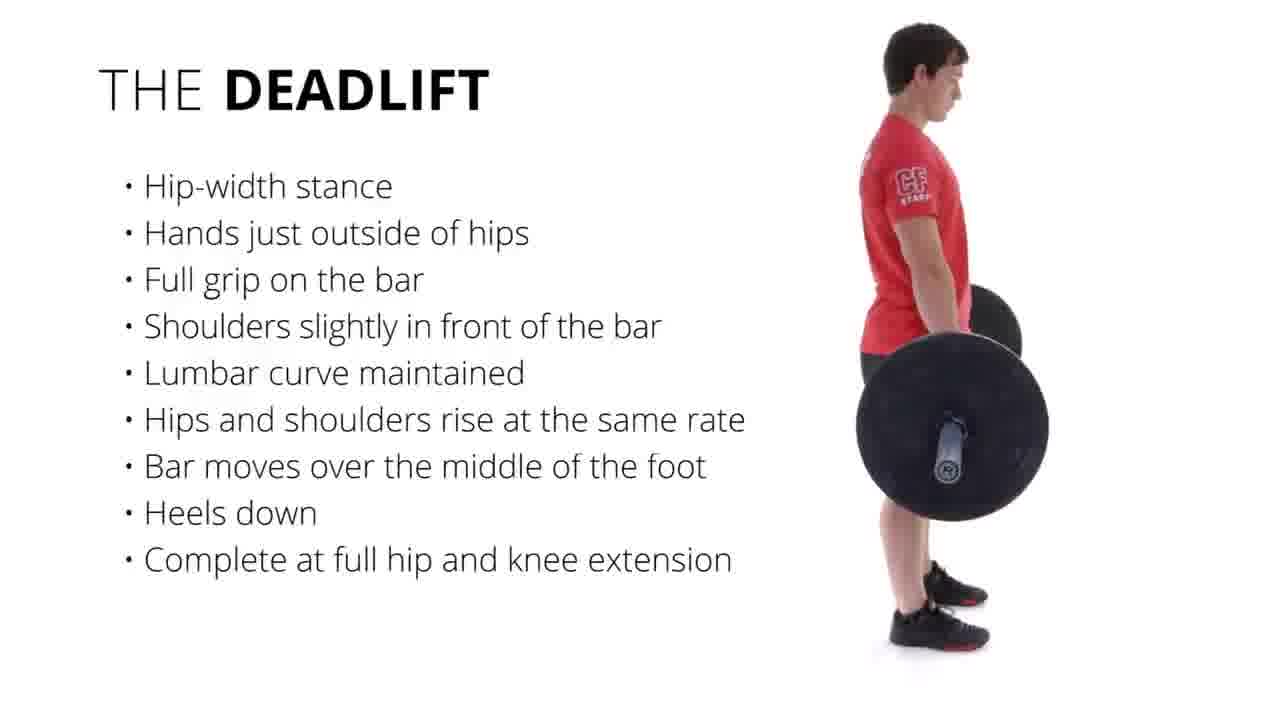 THE DEADLIFT
• Hip-width stance
• Hands just outside of hips
• Full grip on the bar
• Shoulders slightly in front of the bar
• Lumbar curve maintained
• Hips and shoulders rise at the same rate
• Bar moves over the middle of the foot
• Heels down
• Complete at full hip and knee extension
CF